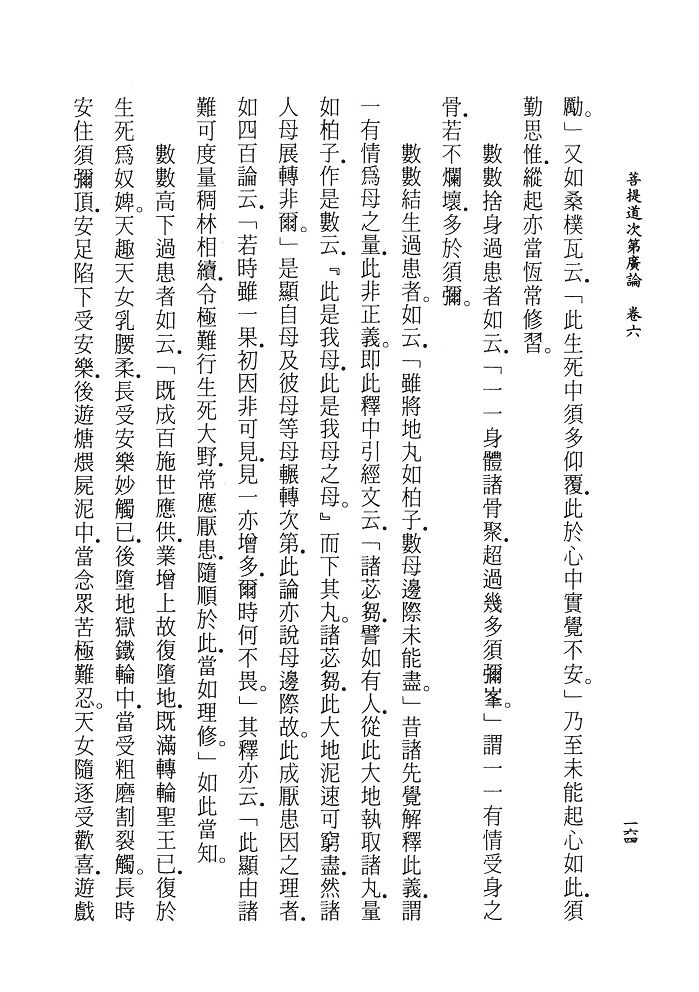 菩提道次第廣論　卷六
一六四
勵。」又如桑樸瓦云「此生死中須多仰覆．此於心中實覺不安。」乃至未能起心如此．須
勤思惟．縱起亦當恆常修習。
數數捨身過患者如云「一一身體諸骨聚．超過幾多須彌峯。」謂一一有情受身之
骨．若不爛壞．多於須彌。
數數結生過患者。如云「雖將地丸如柏子．數母邊際未能盡。」昔諸先覺解釋此義．謂
一有情爲母之量．此非正義。即此釋中引經文云「諸苾芻．譬如有人．從此大地執取諸丸．量
如柏子．作是數云．『此是我母．此是我母之母。』而下其丸。諸苾芻．此大地泥速可窮盡．然諸
人母展轉非爾。」是顯自母及彼母等母輾轉次第．此論亦說母邊際故。此成厭患因之理者．
如四百論云．「若時雖一果．初因非可見．見一亦增多．爾時何不畏。」其釋亦云「此顯由諸
難可度量稠林相續．令極難行生死大野．常應厭患．隨順於此．當如理修。」如此當知。
數數高下過患者如云．「既成百施世應供．業增上故復墮地．既滿轉輪聖王已．復於
生死爲奴婢。天趣天女乳腰柔．長受安樂妙觸已．後墮地獄鐵輪中．當受粗磨割裂觸。長時
安住須彌頂．安足陷下受安樂．後遊煻煨屍泥中．當念眾苦極難忍。天女隨逐受歡喜．遊戲